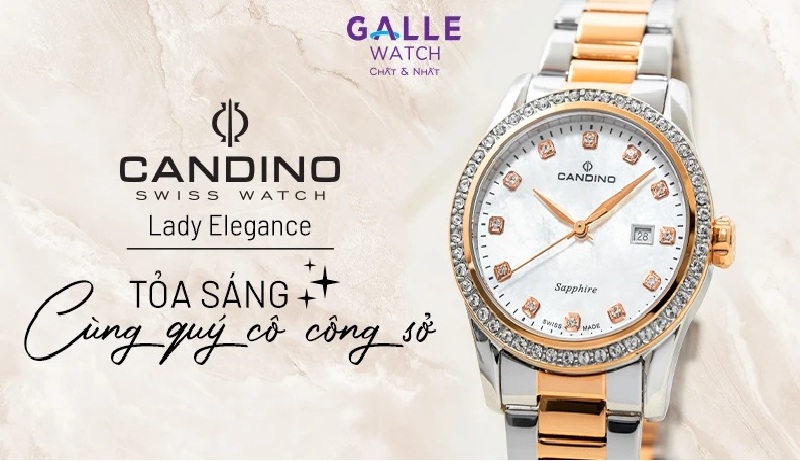 GALLE
WATCH
CHẤT & NHẤT
CANDINO
SWISS WATCH
Lady Elegance
TỎA SÁNG
Cùng quý cô công sở
CANDINO
28
Sapphire
SWISS MADE